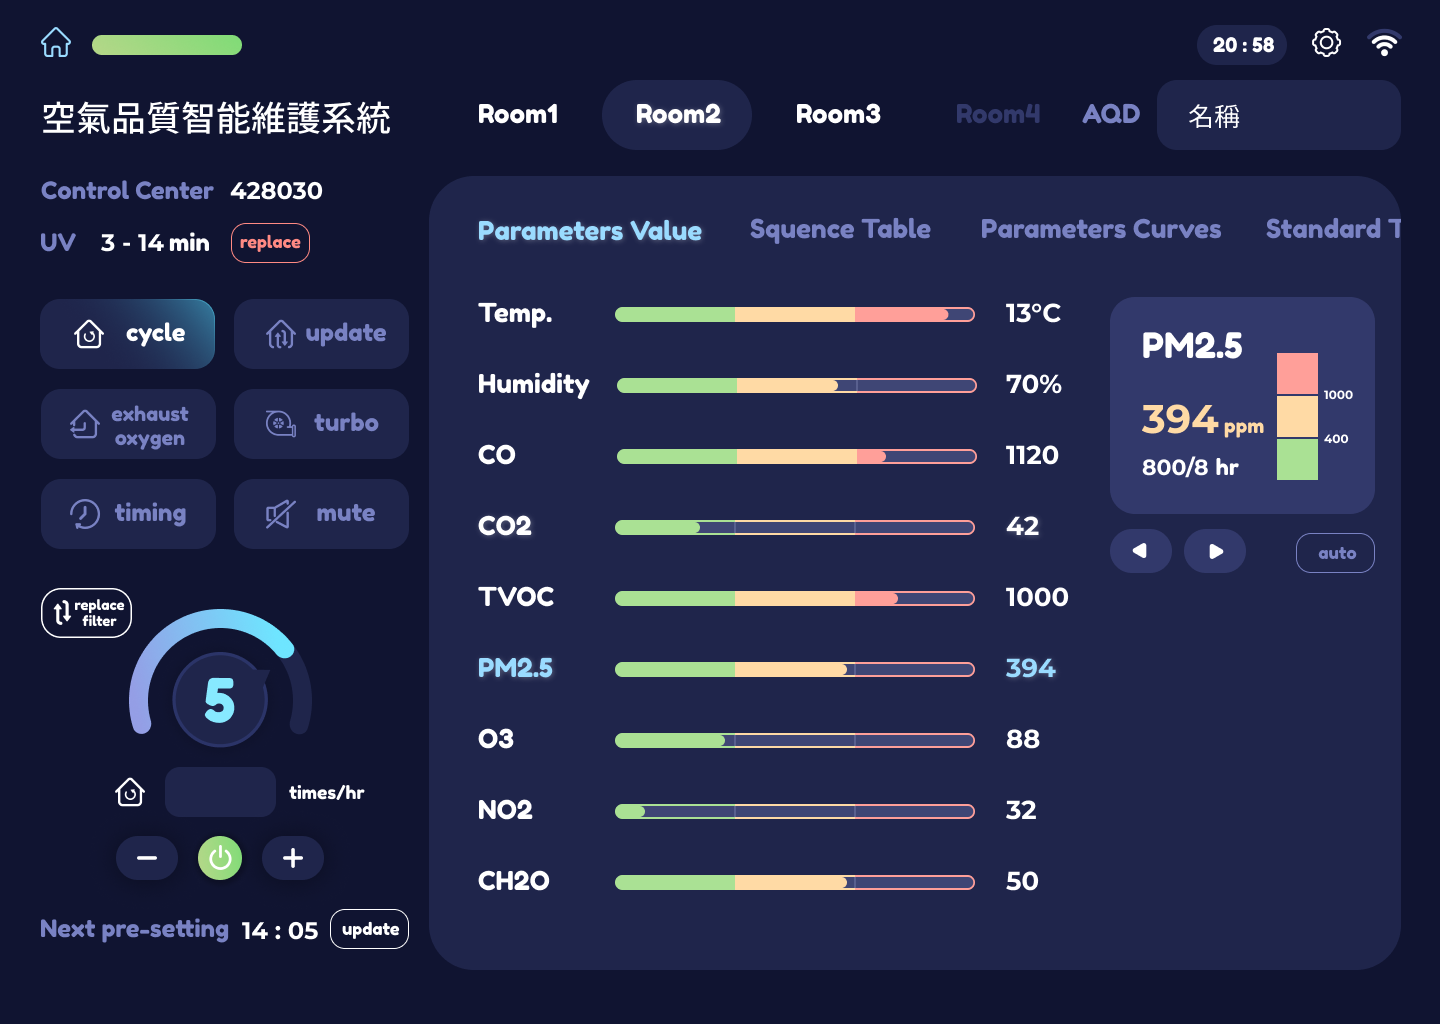 20 : 58
空氣品質智能維護系統
Room1 Room2 Room3 Room4 AQD 名稱
Control Center 428030
UV 3 - 14 min replace
cycle update
exhaust
oxygen
turbo
timing mute
replace
filter
5
times/hr
Next pre-setting 14 : 05 update
Parameters Value Squence Table Parameters Curves Standard T
Temp. 13°C
Humidity 70%
CO 1120
CO2 42
TVOC 1000
PM2.5 394
O3 88
NO2 32
CH2O 50
PM2.5
1000
394 ppm
400
800/8 hr
auto